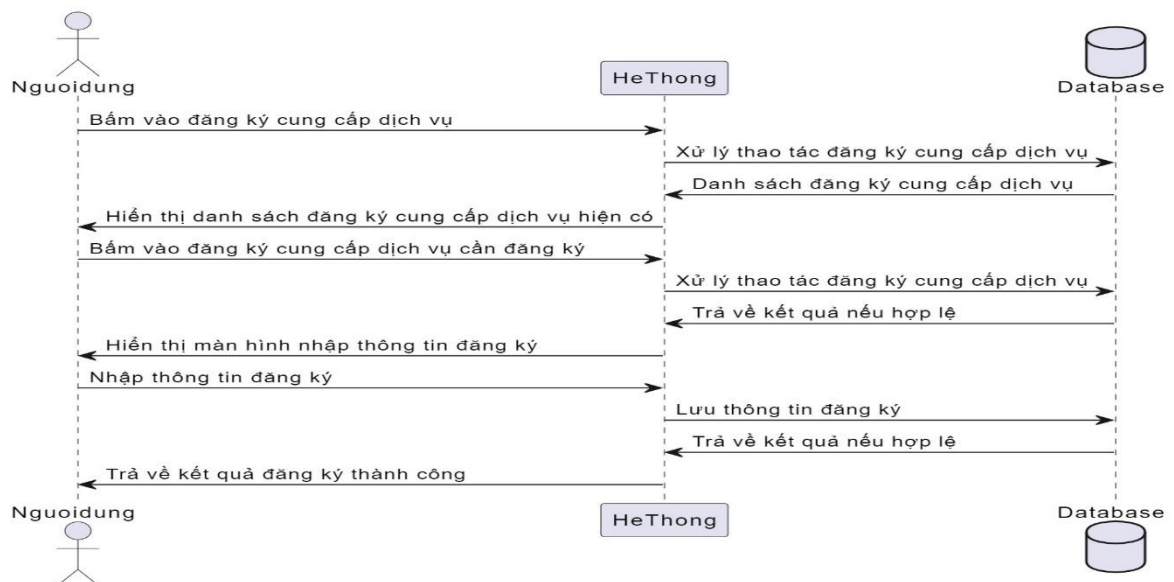 Nguoidung
HeThong
Database
Bấm vào đăng ký cung cấp dịch vụ
Xử lý thao tác đăng ký cung cấp dịch vụ
Danh sách đăng ký cung cấp dịch vụ
Hiển thị danh sách đăng ký cung cấp dịch vụ hiện có
Bấm vào đăng ký cung cấp dịch vụ cần đăng ký
Xử lý thao tác đăng ký cung cấp dịch vụ
Trả về kết quả nếu hợp lệ
Hiển thị màn hình nhập thông tin đăng ký
Nhập thông tin đăng ký
Lưu thông tin đăng ký
Trả về kết quả nếu hợp lệ
Trả về kết quả đăng ký thành công
Nguoidung
HeThong
Database